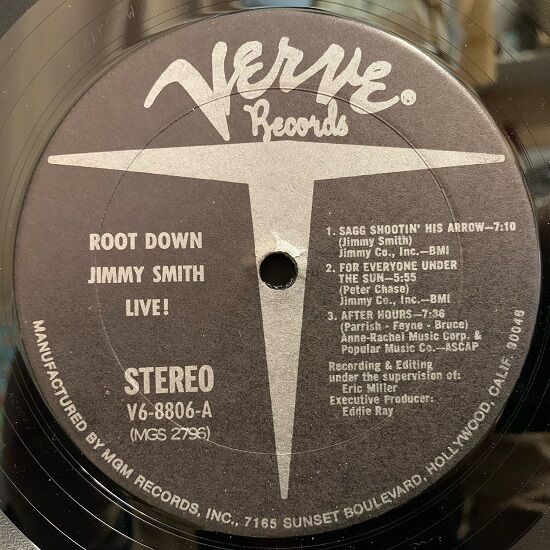 Verve®
Records
ROOT DOWN
JIMMY SMITH
LIVE!
STEREO
V6-8806-A
(MGS 2796)
1. SAGG SHOOTIN' HIS ARROW—7:10
(Jimmy Smith)
Jimmy Co., Inc.—BMI
2. FOR EVERYONE UNDER
THE SUN—5:55
(Peter Chase)
Jimmy Co., Inc.—BMI
3. AFTER HOURS—7:36
(Parrish - Feyne - Bruce)
Anne-Rachel Music Corp. &
Popular Music Co.—ASCAP
Recording & Editing
under the supervision of:
Eric Miller
Executive Producer:
Eddie Ray
MANUFACTURED BY MGM RECORDS, INC., 7165 SUNSET BOULEVARD, HOLLYWOOD, CALIF. 90046